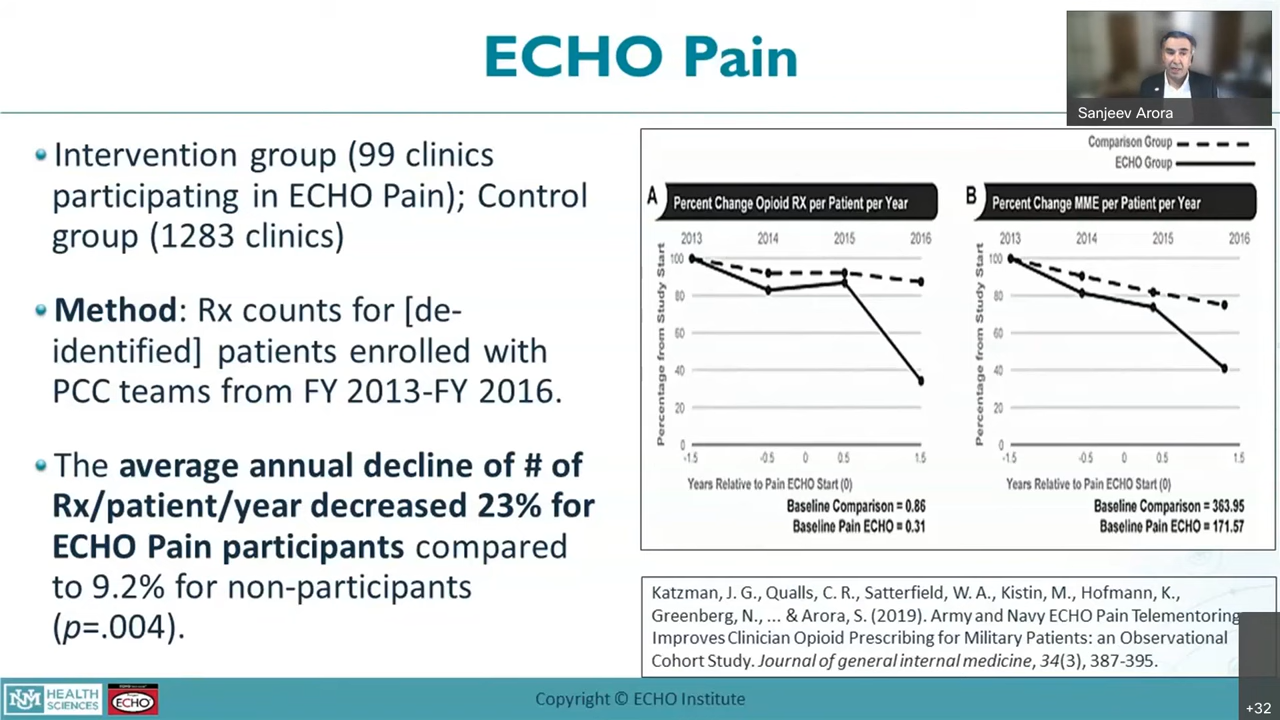 ECHO Pain
Sanjeev Arora
• Intervention group (99 clinics
participating in ECHO Pain); Control
group (1283 clinics)
• Method: Rx counts for [de-
identified] patients enrolled with
PCC teams from FY 2013-FY 2016.
• The average annual decline of # of
Rx/patient/year decreased 23% for
ECHO Pain participants compared
to 9.2% for non-participants
(p=.004).
Comparison Group
ECHO Group
A Percent Change Opioid RX per Patient per Year
2013 2014 2015 2016
Percentage from Study Start
100
80
60
40
20
0
-1.5 -0.5 0 0.5 1.5
Years Relative to Pain ECHO Start (0)
Baseline Comparison = 0.86
Baseline Pain ECHO = 0.31
B Percent Change MME per Patient per Year
2013 2014 2015 2016
Percentage from Study Start
100
80
60
40
20
0
-1.5 -0.5 0 0.5 1.5
Years Relative to Pain ECHO Start (0)
Baseline Comparison = 363.95
Baseline Pain ECHO = 171.57
Katzman, J. G., Qualls, C. R., Satterfield, W. A., Kistin, M., Hofmann, K.,
Greenberg, N., ... & Arora, S. (2019). Army and Navy ECHO Pain Telementoring
Improves Clinician Opioid Prescribing for Military Patients: an Observational
Cohort Study. Journal of general internal medicine, 34(3), 387-395.
NM HEALTH
SCIENCES
ECHO
Copyright © ECHO Institute
+32